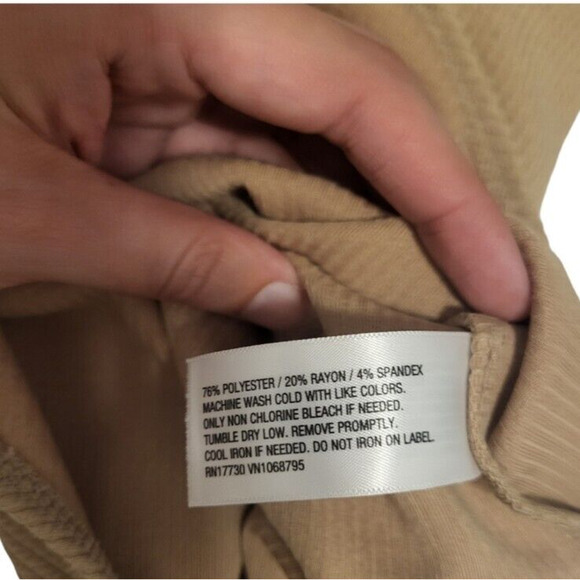 76% POLYESTER / 20% RAYON / 4% SPANDEX
MACHINE WASH COLD WITH LIKE COLORS.
ONLY NON CHLORINE BLEACH IF NEEDED.
TUMBLE DRY LOW. REMOVE PROMPTLY.
COOL IRON IF NEEDED. DO NOT IRON ON LABEL.
RN17730 VN1068795